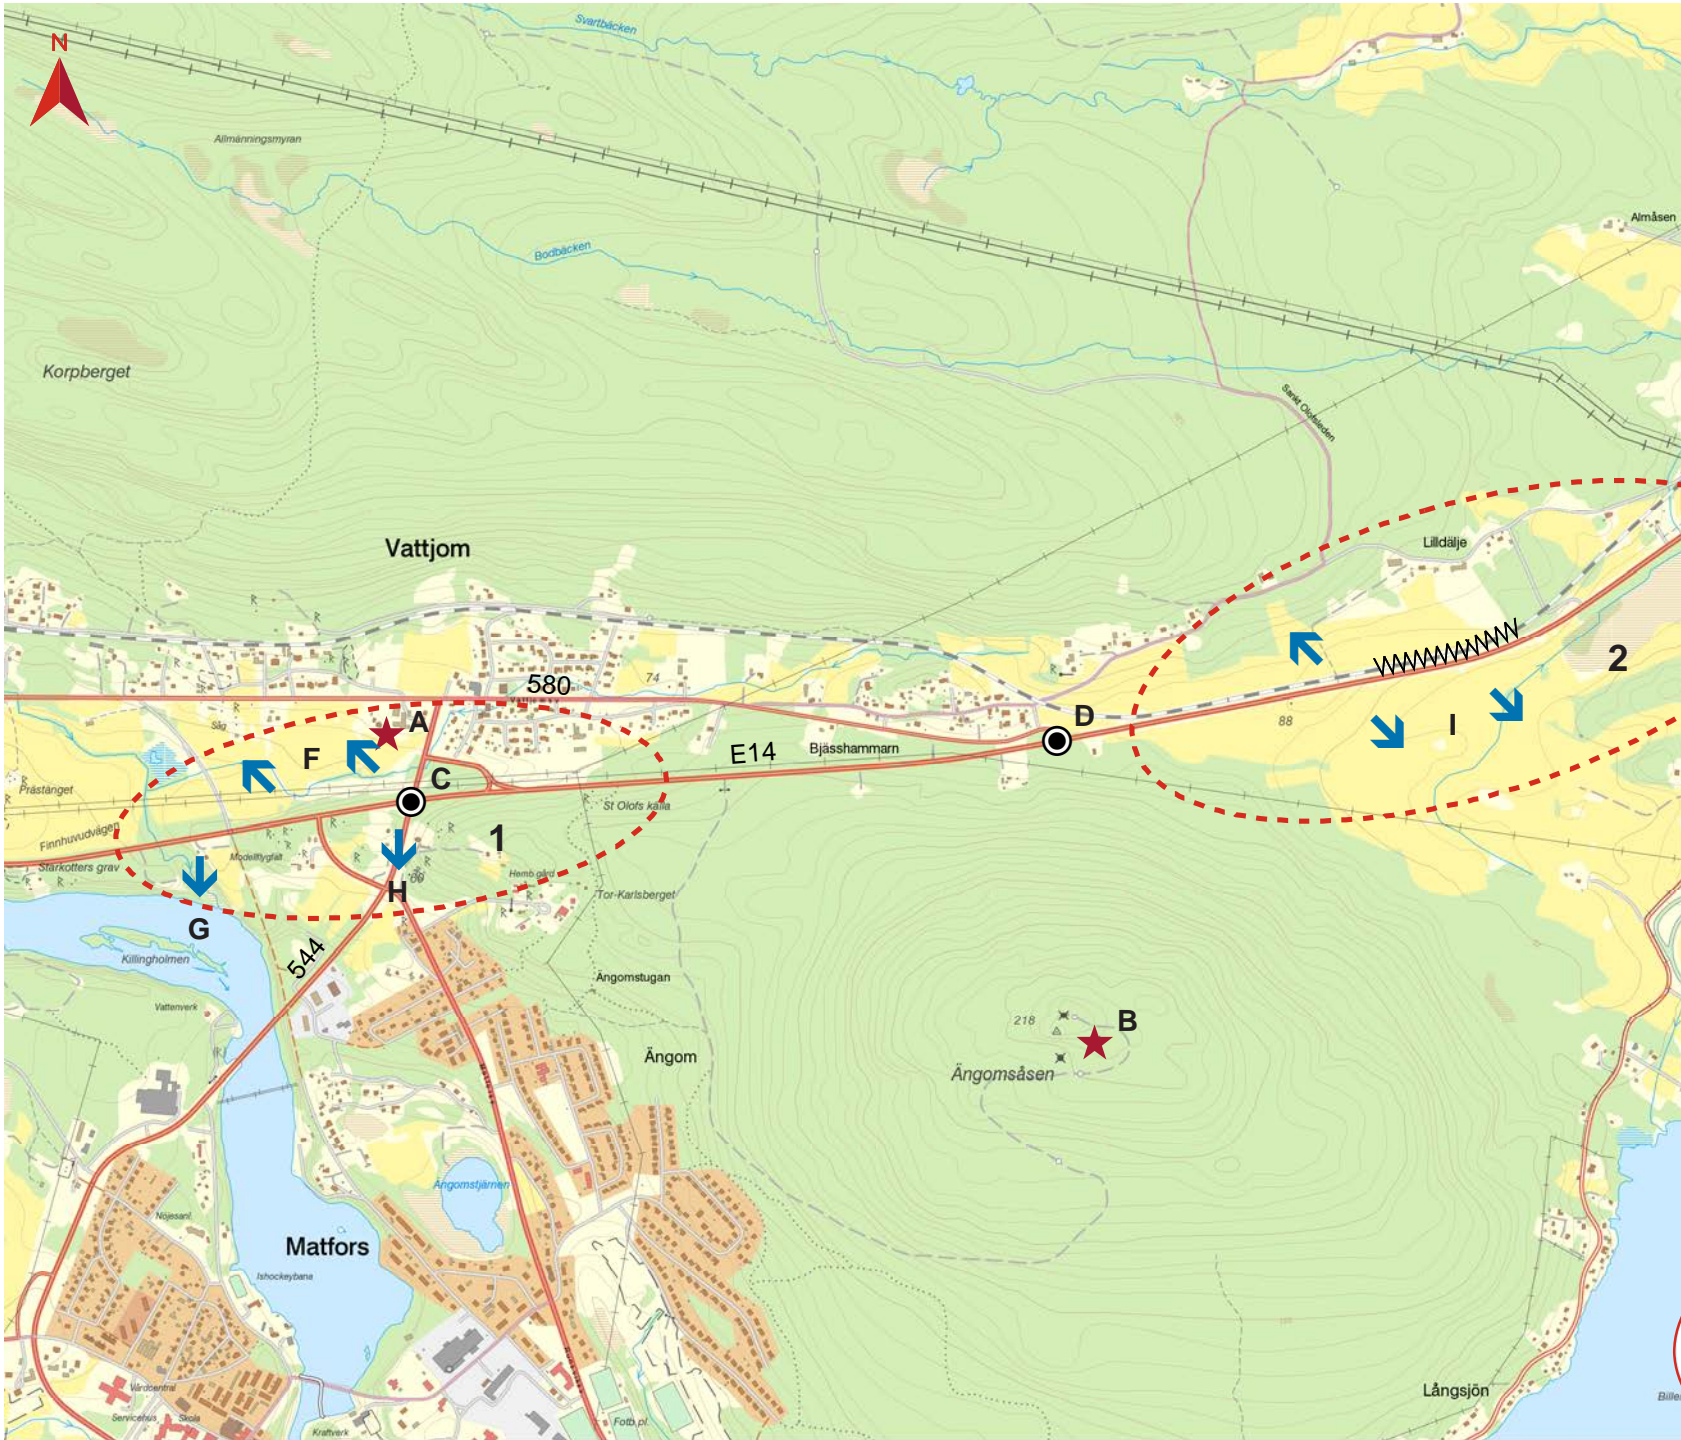 N
Svartbäcken
Allmänningsmyran
Almåsen
Bodbäcken
Korpberget
Sankt Olofsleden
Vattjom
Lilldälje
2
580
74
Såg
A
D
88
I
F
E14
Bjässhammarn
C
Prästänget
St Olofs källa
Finnhuvudvägen
1
Modellflygfält
Starkotters grav
Hemb.gård
H
Tor-Karlsberget
G
544
Killingholmen
Ängomstugan
Vattenverk
218
B
(R)
Ängom
Ängomsåsen
Ängomstjärnen
Nöjesanl.
Matfors
Ishockeybana
Vårdcentral
Långsjön
Servicehus
Skola
Fotb.pl.
Kraftverk